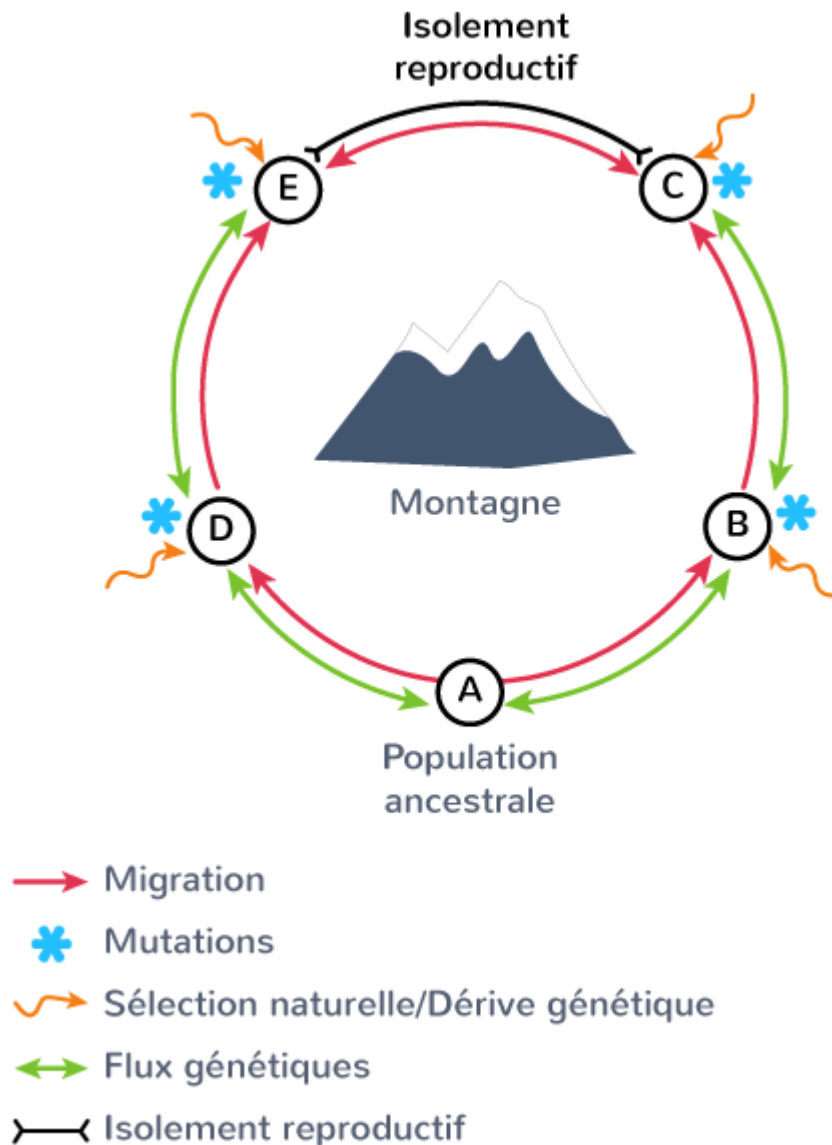 Isolement
reproductif
E
C
Montagne
D
B
A
Population
ancestrale
Migration
Mutations
Sélection naturelle/Dérive génétique
Flux génétiques
Isolement reproductif